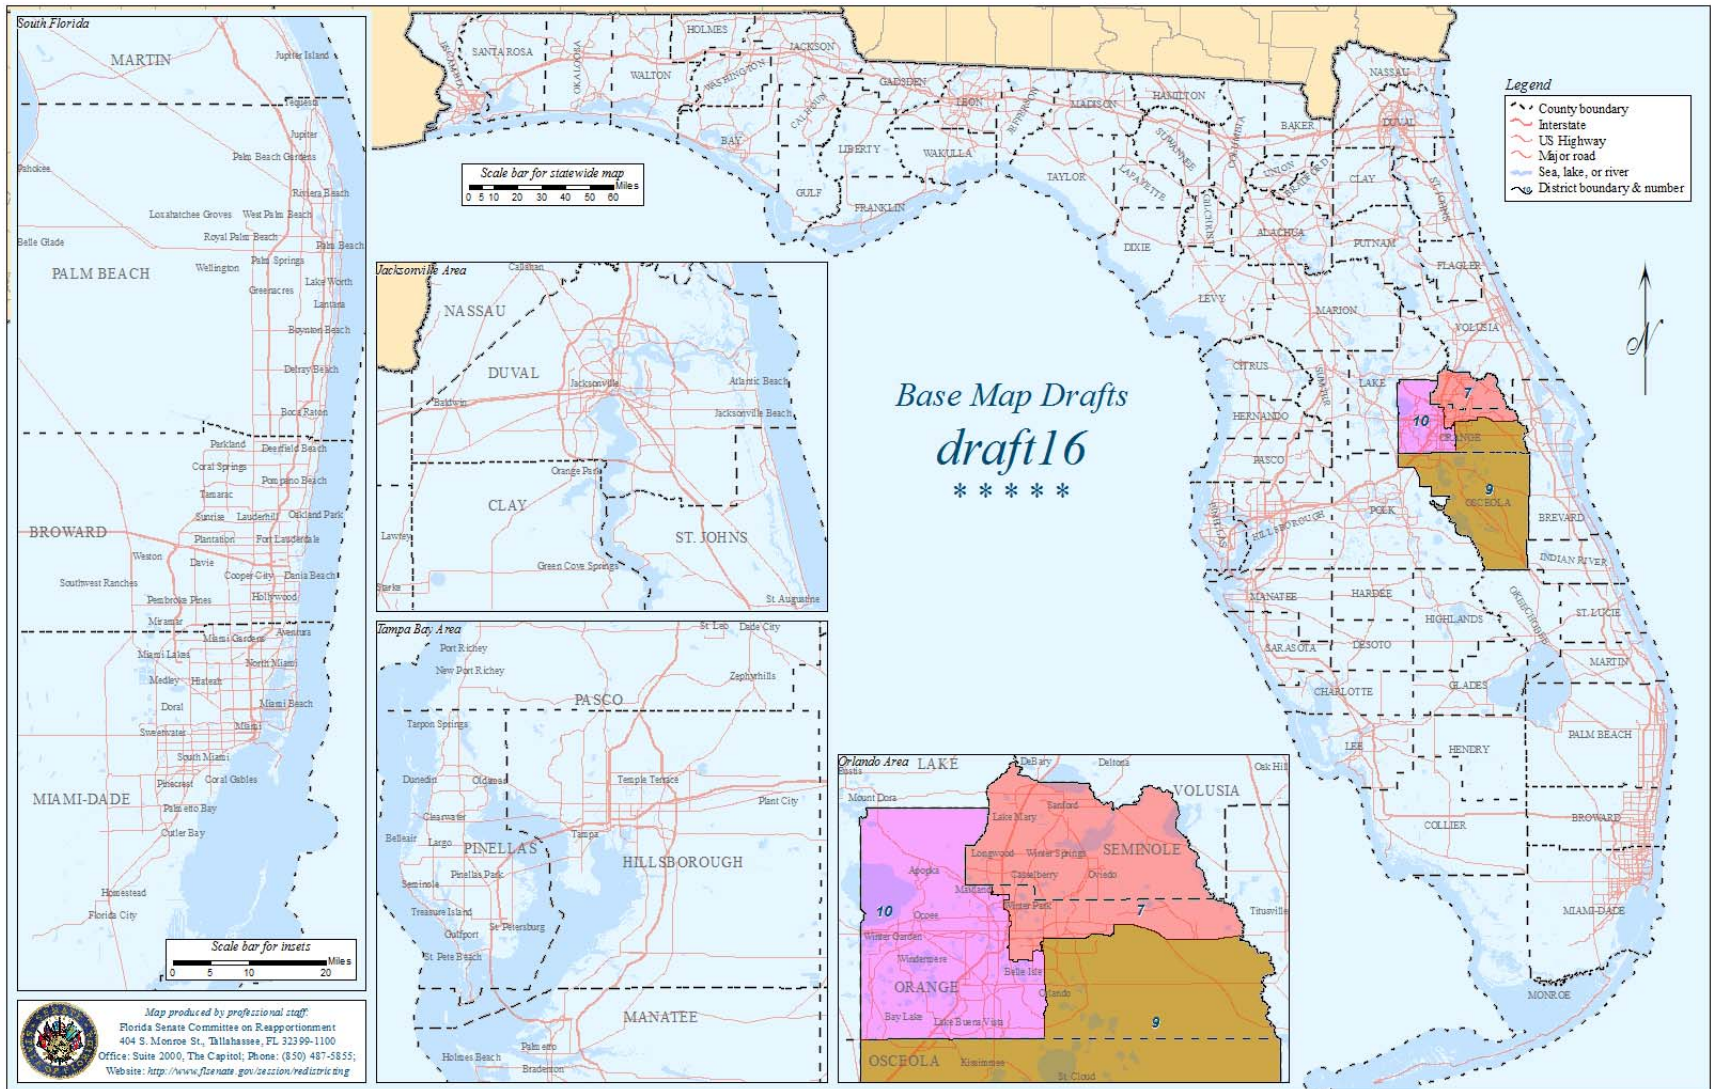 South Florida
MARTIN
Jupiter Island
Tequesta
Jupiter
Palm Beach Gardens
Pahokee
Riviera Beach
Loxahatchee Groves
West Palm Beach
Royal Palm Beach
Belle Glade
Palm Beach
Palm Springs
Wellington
PALM BEACH
Lake Worth
Greenacres
Lantana
Boynton Beach
Delray Beach
Boca Raton
Parkland
Deerfield Beach
Coral Springs
Pompano Beach
Tamarac
Sunrise
Lauderhill
Oakland Park
BROWARD
Plantation
Fort Lauderdale
Weston
Davie
Southwest Ranches
Cooper City
Dania Beach
Pembroke Pines
Hollywood
Miramar
Miami Gardens
Aventura
Miami Lakes
North Miami
Medley
Hialeah
Doral
Miami Beach
Sweetwater
Miami
South Miami
Pinecrest
Coral Gables
MIAMI-DADE
Palmetto Bay
Cutler Bay
Homestead
Florida City
Scale bar for insets
Miles
0 5 10 20
Map produced by professional staff:
Florida Senate Committee on Reapportionment
404 S. Monroe St., Tallahassee, FL 32399-1100
Office: Suite 2000, The Capitol; Phone: (850) 487-5855;
Website: http://www.flsenate.gov/session/redistricting
ESCAMBIA
SANTA ROSA
OKALOOSA
WALTON
HOLMES
WASHINGTON
JACKSON
BAY
CALHOUN
GULF
LIBERTY
GADSDEN
FRANKLIN
LEON
WAKULLA
JEFFERSON
MADISON
TAYLOR
HAMILTON
SUWANNEE
LAFAYETTE
DIXIE
COLUMBIA
GILCHRIST
BAKER
UNION
BRADFORD
ALACHUA
LEVY
NASSAU
DUVAL
CLAY
ST. JOHNS
PUTNAM
FLAGLER
MARION
VOLUSIA
CITRUS
SUMTER
LAKE
HERNANDO
PASCO
7
10
ORANGE
9
OSCEOLA
POLK
PINELLAS
HILLSBOROUGH
BREVARD
INDIAN RIVER
MANATEE
HARDEE
HIGHLANDS
OKEECHOBEE
ST. LUCIE
SARASOTA
DESOTO
MARTIN
CHARLOTTE
GLADES
LEE
HENDRY
PALM BEACH
COLLIER
BROWARD
MIAMI-DADE
MONROE
Scale bar for statewide map
Miles
0 5 10 20 30 40 50 60
Base Map Drafts
draft16
* * * * *
Legend
County boundary
Interstate
US Highway
Major road
Sea, lake, or river
District boundary & number
N
Jacksonville Area
Callahan
NASSAU
DUVAL
Jacksonville
Atlantic Beach
Baldwin
Jacksonville Beach
Orange Park
CLAY
ST. JOHNS
Lawtey
Green Cove Springs
Starke
St. Augustine
Tampa Bay Area
St. Leo
Dade City
Port Richey
New Port Richey
Zephyrhills
PASCO
Tarpon Springs
Dunedin
Oldsmar
Temple Terrace
Plant City
Clearwater
Tampa
Belleair
Largo
PINELLAS
HILLSBOROUGH
Pinellas Park
Seminole
Treasure Island
Gulfport
St. Petersburg
St. Pete Beach
MANATEE
Palmetto
Holmes Beach
Bradenton
Orlando Area
Eustis
LAKE
DeBary
Deltona
Oak Hill
Mount Dora
VOLUSIA
Sanford
Lake Mary
Longwood
Winter Springs
SEMINOLE
Apopka
Casselberry
Oviedo
Maitland
10
Ocoee
Winter Park
7
Titusville
Winter Garden
Windermere
Belle Isle
ORANGE
Orlando
Bay Lake
Lake Buena Vista
9
OSCEOLA
Kissimmee
St. Cloud